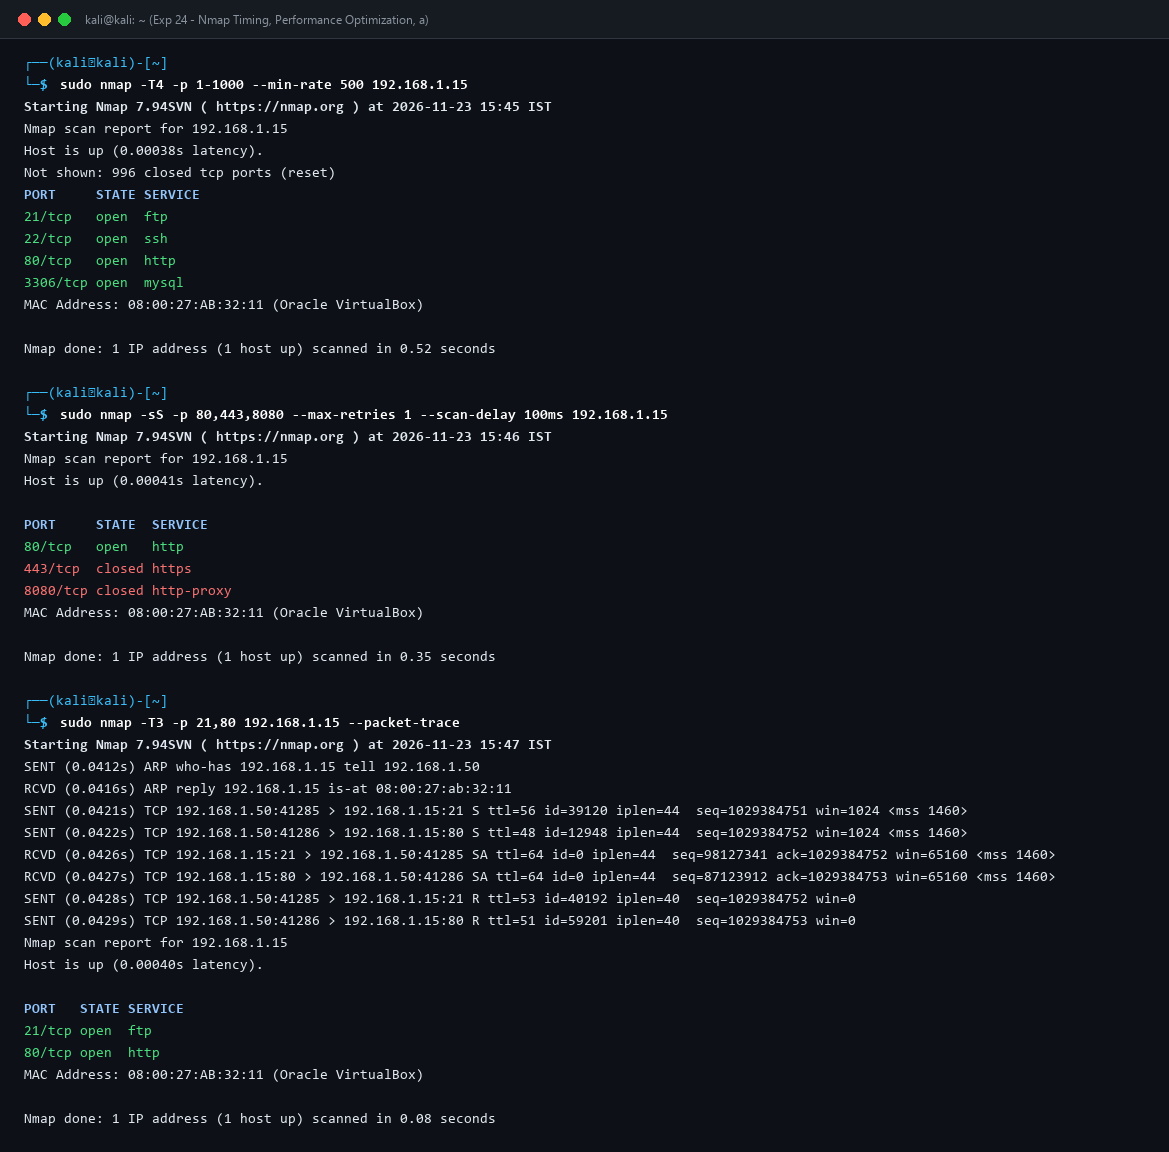 kali@kali: ~ (Exp 24 - Nmap Timing, Performance Optimization, a)
┌──(kali⍰kali)-[~]
└─$ sudo nmap -T4 -p 1-1000 --min-rate 500 192.168.1.15
Starting Nmap 7.94SVN ( https://nmap.org ) at 2026-11-23 15:45 IST
Nmap scan report for 192.168.1.15
Host is up (0.00038s latency).
Not shown: 996 closed tcp ports (reset)
PORT     STATE SERVICE
21/tcp   open  ftp
22/tcp   open  ssh
80/tcp   open  http
3306/tcp open  mysql
MAC Address: 08:00:27:AB:32:11 (Oracle VirtualBox)
Nmap done: 1 IP address (1 host up) scanned in 0.52 seconds
┌──(kali⍰kali)-[~]
└─$ sudo nmap -sS -p 80,443,8080 --max-retries 1 --scan-delay 100ms 192.168.1.15
Starting Nmap 7.94SVN ( https://nmap.org ) at 2026-11-23 15:46 IST
Nmap scan report for 192.168.1.15
Host is up (0.00041s latency).
PORT     STATE  SERVICE
80/tcp   open   http
443/tcp  closed https
8080/tcp closed http-proxy
MAC Address: 08:00:27:AB:32:11 (Oracle VirtualBox)
Nmap done: 1 IP address (1 host up) scanned in 0.35 seconds
┌──(kali⍰kali)-[~]
└─$ sudo nmap -T3 -p 21,80 192.168.1.15 --packet-trace
Starting Nmap 7.94SVN ( https://nmap.org ) at 2026-11-23 15:47 IST
SENT (0.0412s) ARP who-has 192.168.1.15 tell 192.168.1.50
RCVD (0.0416s) ARP reply 192.168.1.15 is-at 08:00:27:ab:32:11
SENT (0.0421s) TCP 192.168.1.50:41285 > 192.168.1.15:21 S ttl=56 id=39120 iplen=44  seq=1029384751 win=1024 <mss 1460>
SENT (0.0422s) TCP 192.168.1.50:41286 > 192.168.1.15:80 S ttl=48 id=12948 iplen=44  seq=1029384752 win=1024 <mss 1460>
RCVD (0.0426s) TCP 192.168.1.15:21 > 192.168.1.50:41285 SA ttl=64 id=0 iplen=44  seq=98127341 ack=1029384752 win=65160 <mss 1460>
RCVD (0.0427s) TCP 192.168.1.15:80 > 192.168.1.50:41286 SA ttl=64 id=0 iplen=44  seq=87123912 ack=1029384753 win=65160 <mss 1460>
SENT (0.0428s) TCP 192.168.1.50:41285 > 192.168.1.15:21 R ttl=53 id=40192 iplen=40  seq=1029384752 win=0
SENT (0.0429s) TCP 192.168.1.50:41286 > 192.168.1.15:80 R ttl=51 id=59201 iplen=40  seq=1029384753 win=0
Nmap scan report for 192.168.1.15
Host is up (0.00040s latency).
PORT   STATE SERVICE
21/tcp open  ftp
80/tcp open  http
MAC Address: 08:00:27:AB:32:11 (Oracle VirtualBox)
Nmap done: 1 IP address (1 host up) scanned in 0.08 seconds